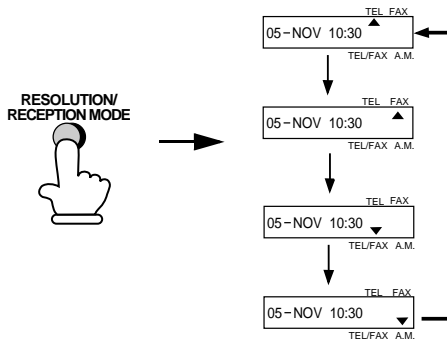 RESOLUTION/
RECEPTION MODE
TEL FAX
05-NOV 10:30
TEL/FAX A.M.
TEL FAX
05-NOV 10:30
TEL/FAX A.M.
TEL FAX
05-NOV 10:30
TEL/FAX A.M.
TEL FAX
05-NOV 10:30
TEL/FAX A.M.